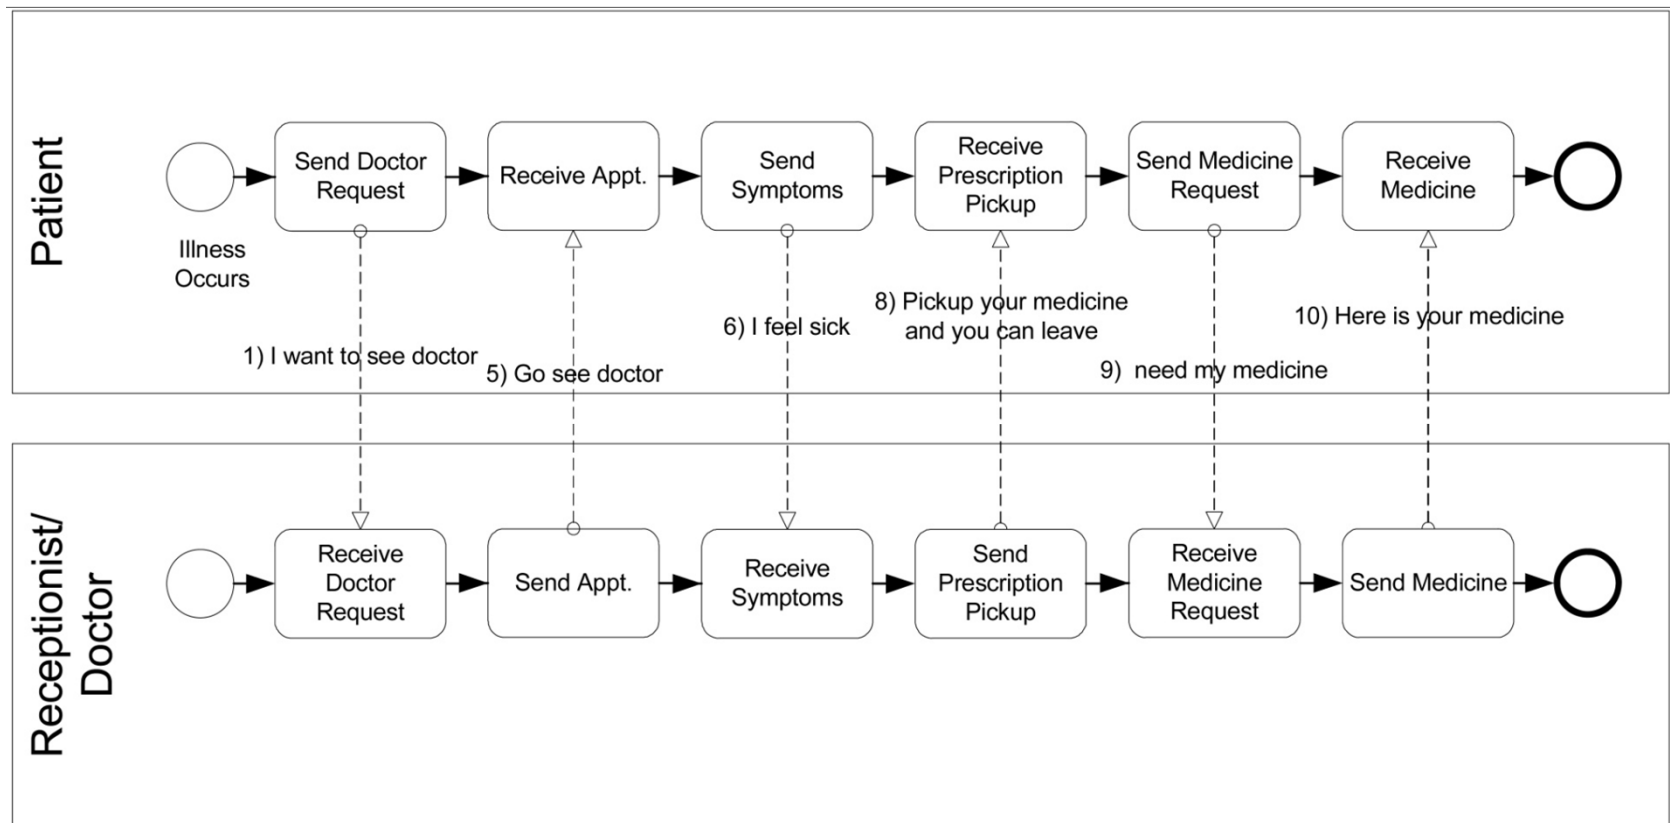 Patient
Send Doctor
Request
Receive Appt.
Send
Symptoms
Receive
Prescription
Pickup
Send Medicine
Request
Receive
Medicine
Illness
Occurs
1) I want to see doctor
5) Go see doctor
6) I feel sick
8) Pickup your medicine
and you can leave
9)  need my medicine
10) Here is your medicine
Receptionist/
Doctor
Receive
Doctor
Request
Send Appt.
Receive
Symptoms
Send
Prescription
Pickup
Receive
Medicine
Request
Send Medicine